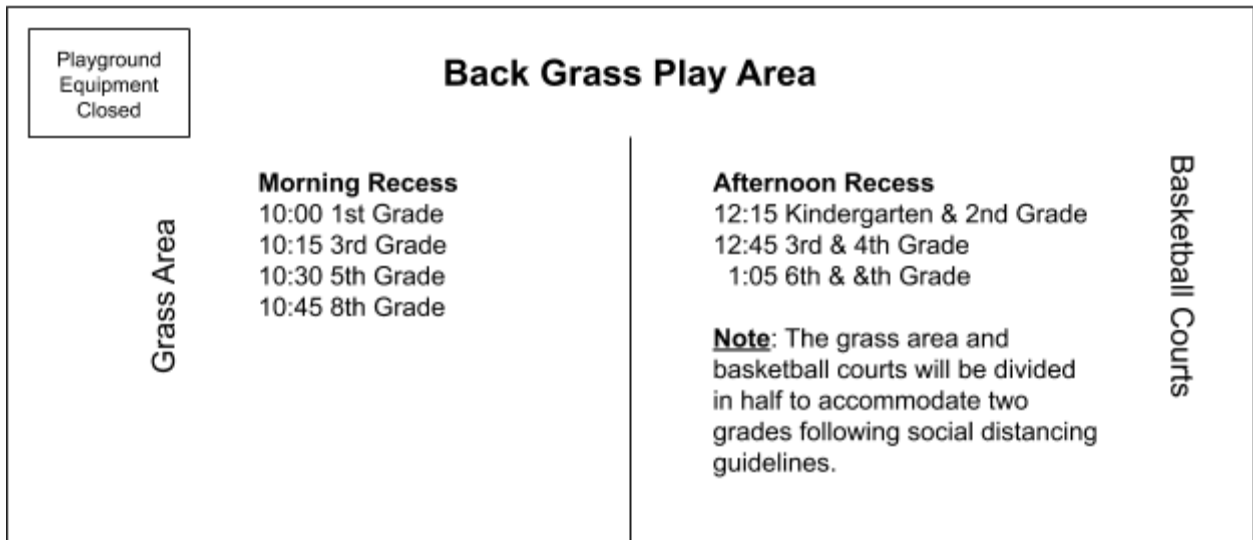 Playground
Equipment
Closed
Back Grass Play Area
Grass Area
Morning Recess
10:00 1st Grade
10:15 3rd Grade
10:30 5th Grade
10:45 8th Grade
Afternoon Recess
12:15 Kindergarten & 2nd Grade
12:45 3rd & 4th Grade
1:05 6th & &th Grade
Note: The grass area and
basketball courts will be divided
in half to accommodate two
grades following social distancing
guidelines.
Basketball Courts